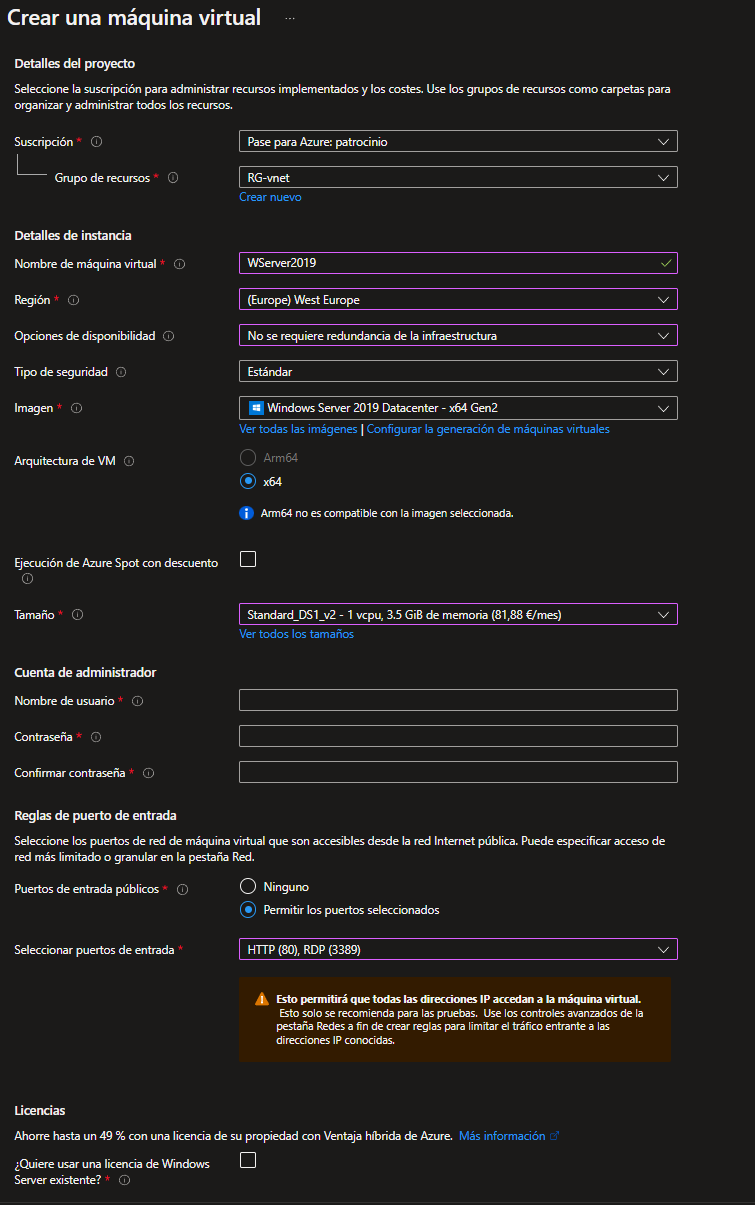 Crear una máquina virtual ...
Detalles del proyecto
Seleccione la suscripción para administrar recursos implementados y los costes. Use los grupos de recursos como carpetas para
organizar y administrar todos los recursos.
Suscripción * Pase para Azure: patrocinio
Grupo de recursos * RG-vnet
Crear nuevo
Detalles de instancia
Nombre de máquina virtual * WServer2019
Región * (Europe) West Europe
Opciones de disponibilidad No se requiere redundancia de la infraestructura
Tipo de seguridad Estándar
Imagen * Windows Server 2019 Datacenter - x64 Gen2
Ver todas las imágenes | Configurar la generación de máquinas virtuales
Arquitectura de VM Arm64
x64
Arm64 no es compatible con la imagen seleccionada.
Ejecución de Azure Spot con descuento
Tamaño * Standard_DS1_v2 - 1 vcpu, 3.5 GiB de memoria (81,88 €/mes)
Ver todos los tamaños
Cuenta de administrador
Nombre de usuario *
Contraseña *
Confirmar contraseña *
Reglas de puerto de entrada
Seleccione los puertos de red de máquina virtual que son accesibles desde la red Internet pública. Puede especificar acceso de
red más limitado o granular en la pestaña Red.
Puertos de entrada públicos * Ninguno
Permitir los puertos seleccionados
Seleccionar puertos de entrada * HTTP (80), RDP (3389)
Esto permitirá que todas las direcciones IP accedan a la máquina virtual.
Esto solo se recomienda para las pruebas. Use los controles avanzados de la
pestaña Redes a fin de crear reglas para limitar el tráfico entrante a las
direcciones IP conocidas.
Licencias
Ahorre hasta un 49 % con una licencia de su propiedad con Ventaja híbrida de Azure. Más información
¿Quiere usar una licencia de Windows
Server existente? *